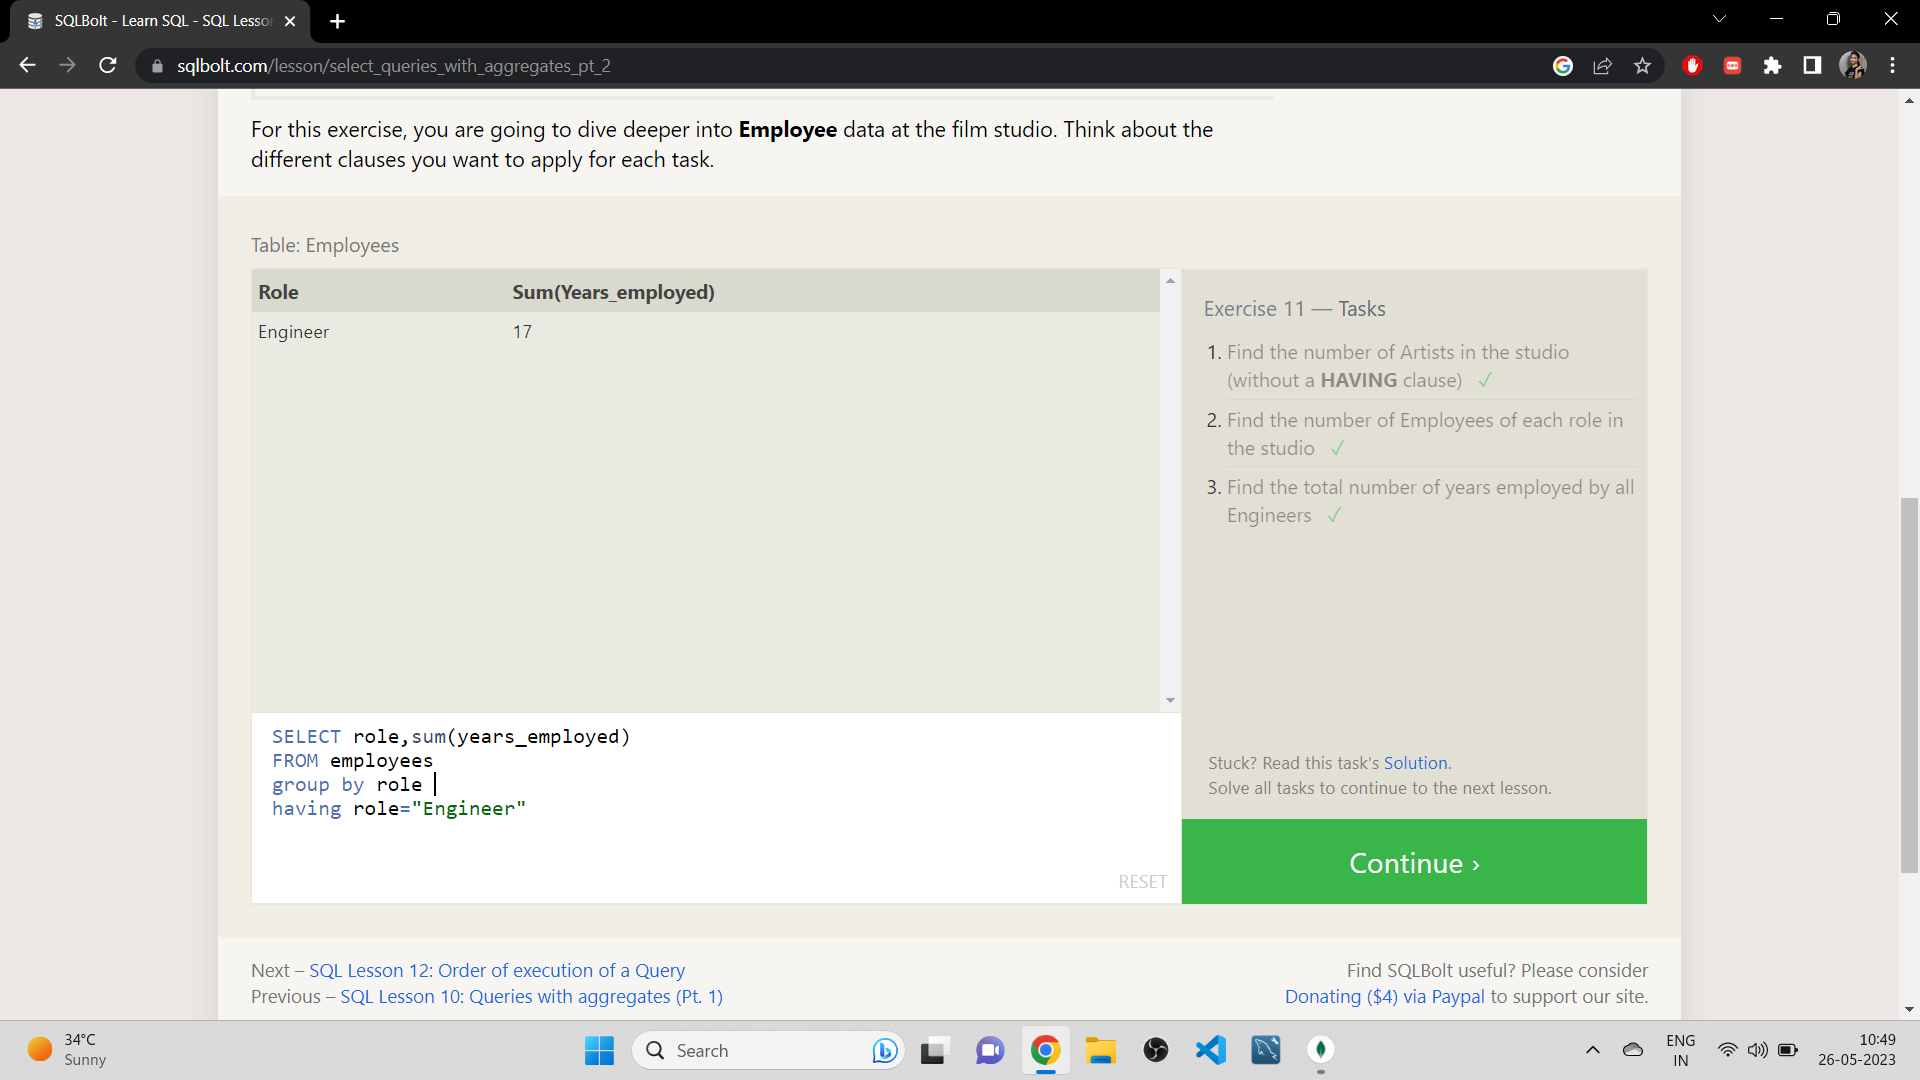 SQLBolt - Learn SQL - SQL Lesso
sqlbolt.com/lesson/select_queries_with_aggregates_pt_2
For this exercise, you are going to dive deeper into Employee data at the film studio. Think about the
different clauses you want to apply for each task.
Table: Employees
Role Sum(Years_employed)
Engineer 17
Exercise 11 — Tasks
1. Find the number of Artists in the studio
(without a HAVING clause) ✓
2. Find the number of Employees of each role in
the studio ✓
3. Find the total number of years employed by all
Engineers ✓
SELECT role,sum(years_employed)
FROM employees
group by role
having role="Engineer"
RESET
Stuck? Read this task's Solution.
Solve all tasks to continue to the next lesson.
Continue ›
Next – SQL Lesson 12: Order of execution of a Query
Previous – SQL Lesson 10: Queries with aggregates (Pt. 1)
Find SQLBolt useful? Please consider
Donating ($4) via Paypal to support our site.
34°C
Sunny
Search
ENG
IN
10:49
26-05-2023